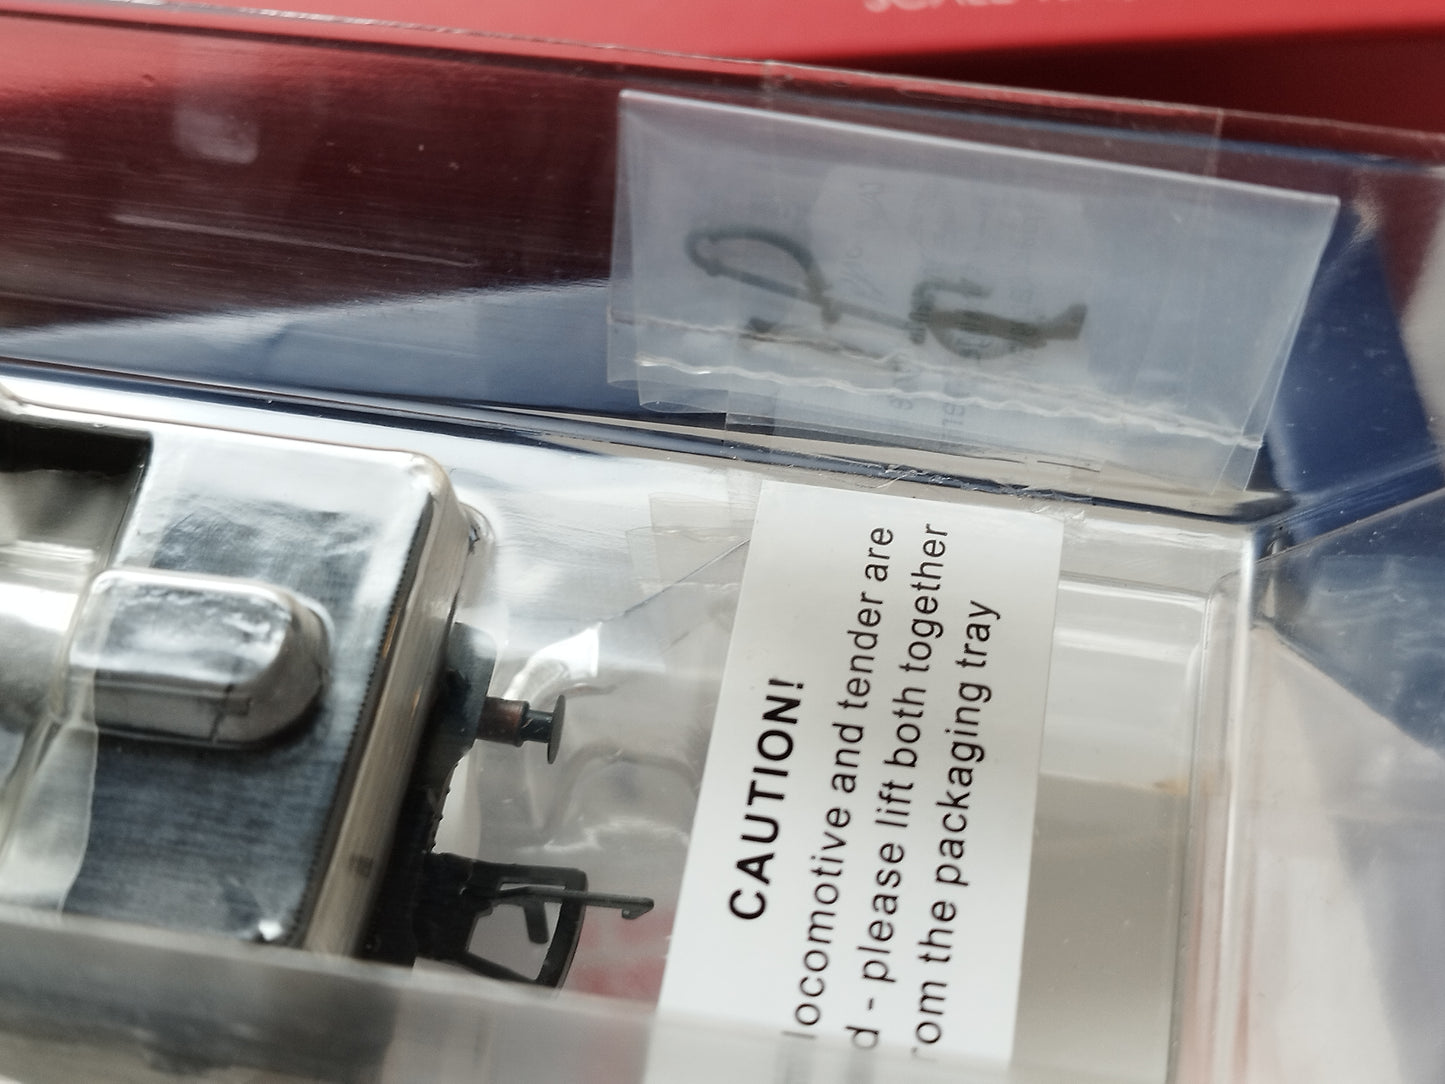 CAUTION!
locomotive and tender are
d - please lift both together
rom the packaging tray